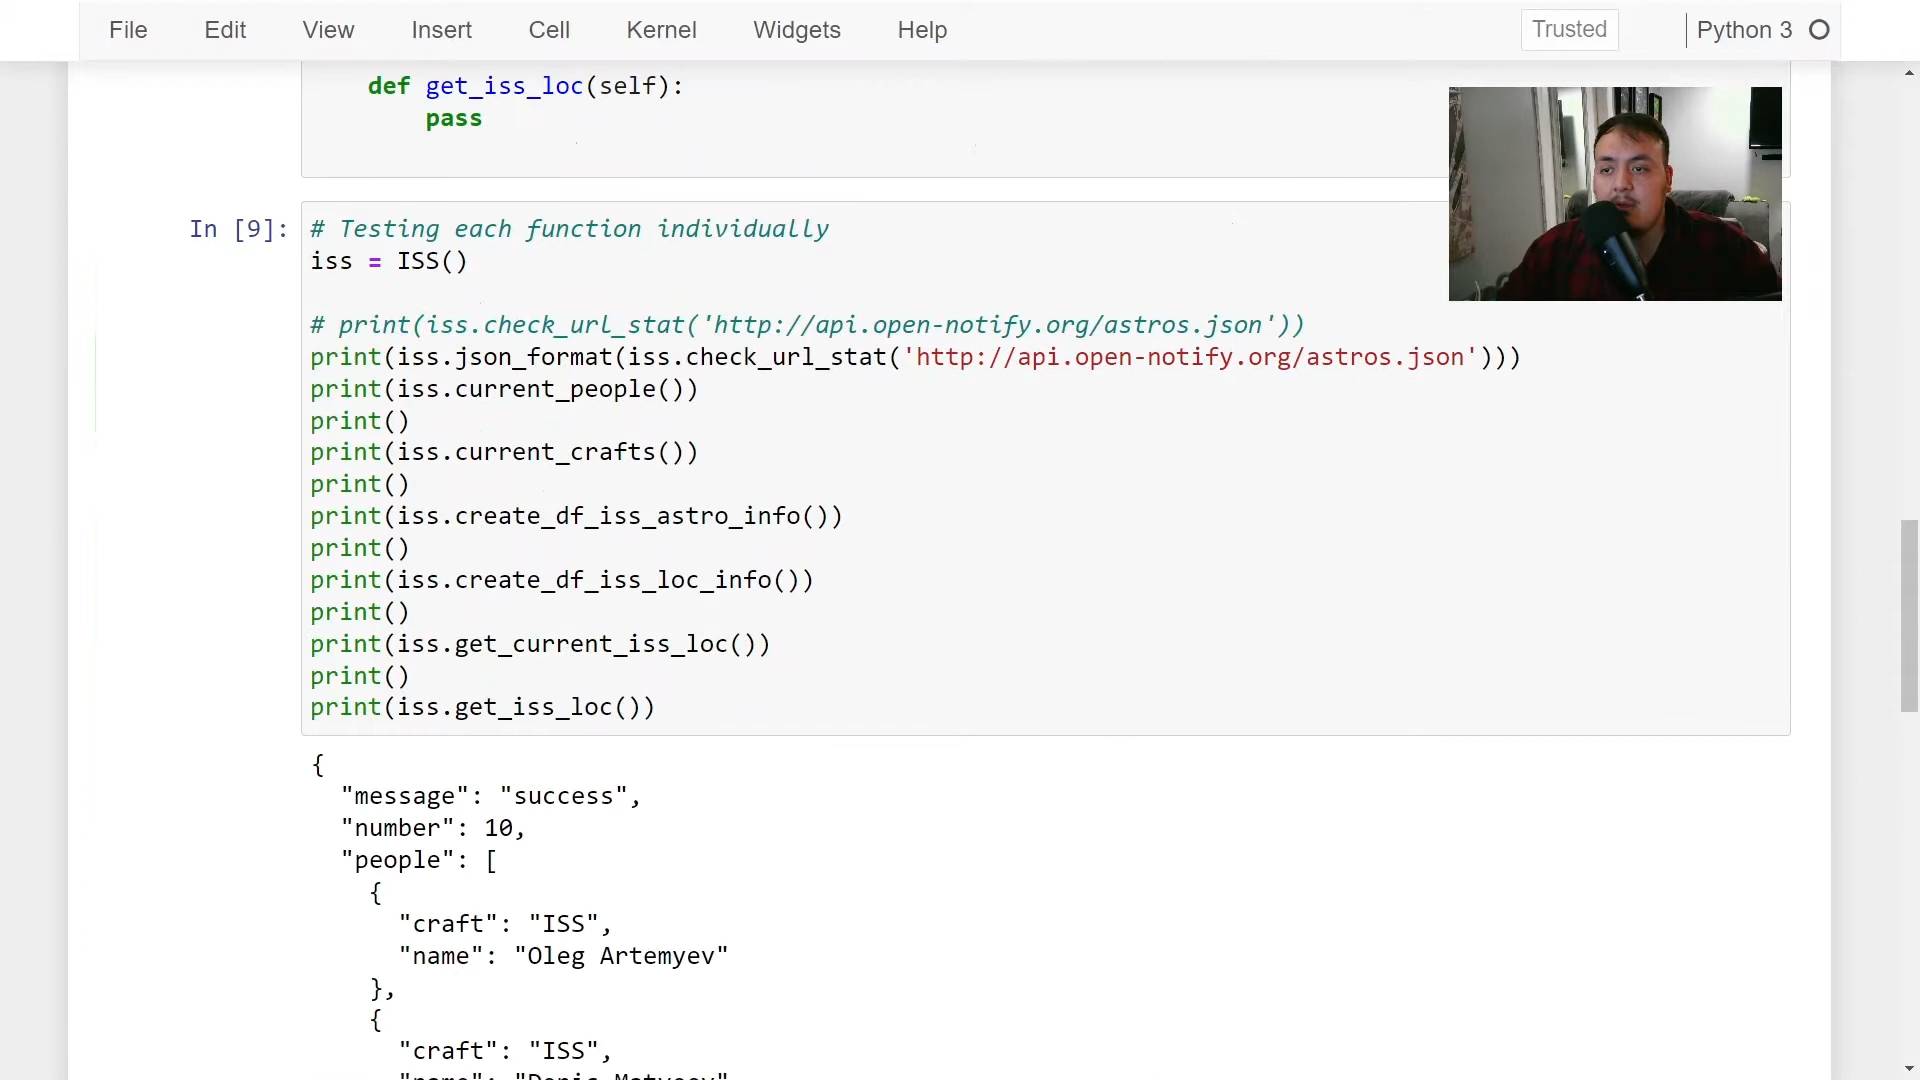 File Edit View Insert Cell Kernel Widgets Help Trusted Python 3
def get_iss_loc(self):
pass
In [9]:
# Testing each function individually
iss = ISS()
# print(iss.check_url_stat('http://api.open-notify.org/astros.json'))
print(iss.json_format(iss.check_url_stat('http://api.open-notify.org/astros.json')))
print(iss.current_people())
print()
print(iss.current_crafts())
print()
print(iss.create_df_iss_astro_info())
print()
print(iss.create_df_iss_loc_info())
print()
print(iss.get_current_iss_loc())
print()
print(iss.get_iss_loc())
{
"message": "success",
"number": 10,
"people": [
{
"craft": "ISS",
"name": "Oleg Artemyev"
},
{
"craft": "ISS",
"name": "Denis Matveev"